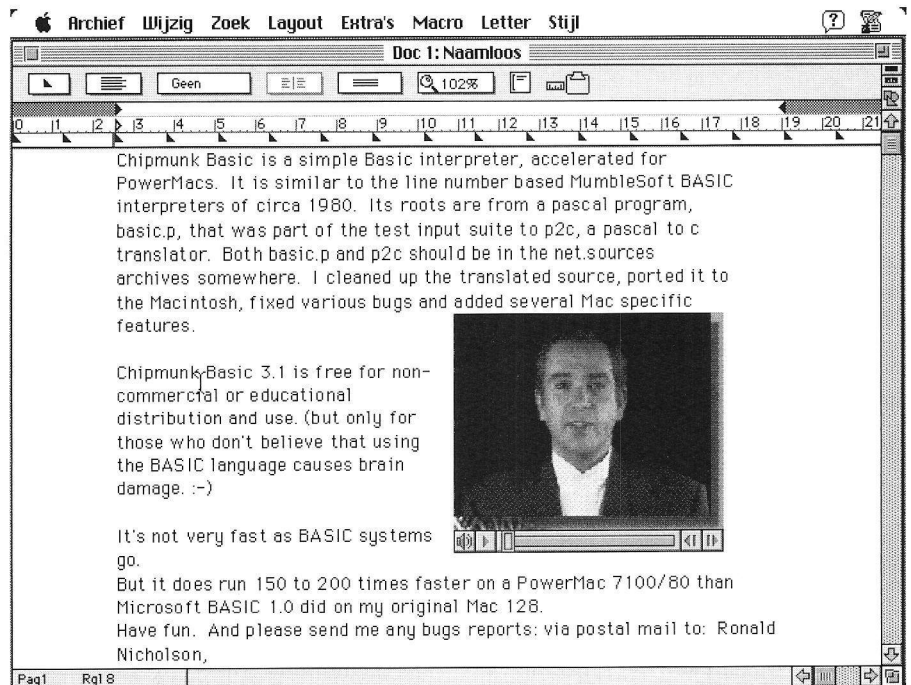 Archief Wijzig Zoek Layout Extra's Macro Letter Stijl ?
Doc 1: Naamloos
Geen 102%
0 1 2 3 4 5 6 7 8 9 10 11 12 13 14 15 16 17 18 19 20 21
Chipmunk Basic is a simple Basic interpreter, accelerated for
PowerMacs. It is similar to the line number based MumbleSoft BASIC
interpreters of circa 1980. Its roots are from a pascal program,
basic.p, that was part of the test input suite to p2c, a pascal to c
translator. Both basic.p and p2c should be in the net.sources
archives somewhere. I cleaned up the translated source, ported it to
the Macintosh, fixed various bugs and added several Mac specific
features.
Chipmunk Basic 3.1 is free for non-
commercial or educational
distribution and use. (but only for
those who don't believe that using
the BASIC language causes brain
damage. :-)
It's not very fast as BASIC systems
go.
But it does run 150 to 200 times faster on a PowerMac 7100/80 than
Microsoft BASIC 1.0 did on my original Mac 128.
Have fun. And please send me any bugs reports: via postal mail to: Ronald
Nicholson,
Pag1 Rgl 8